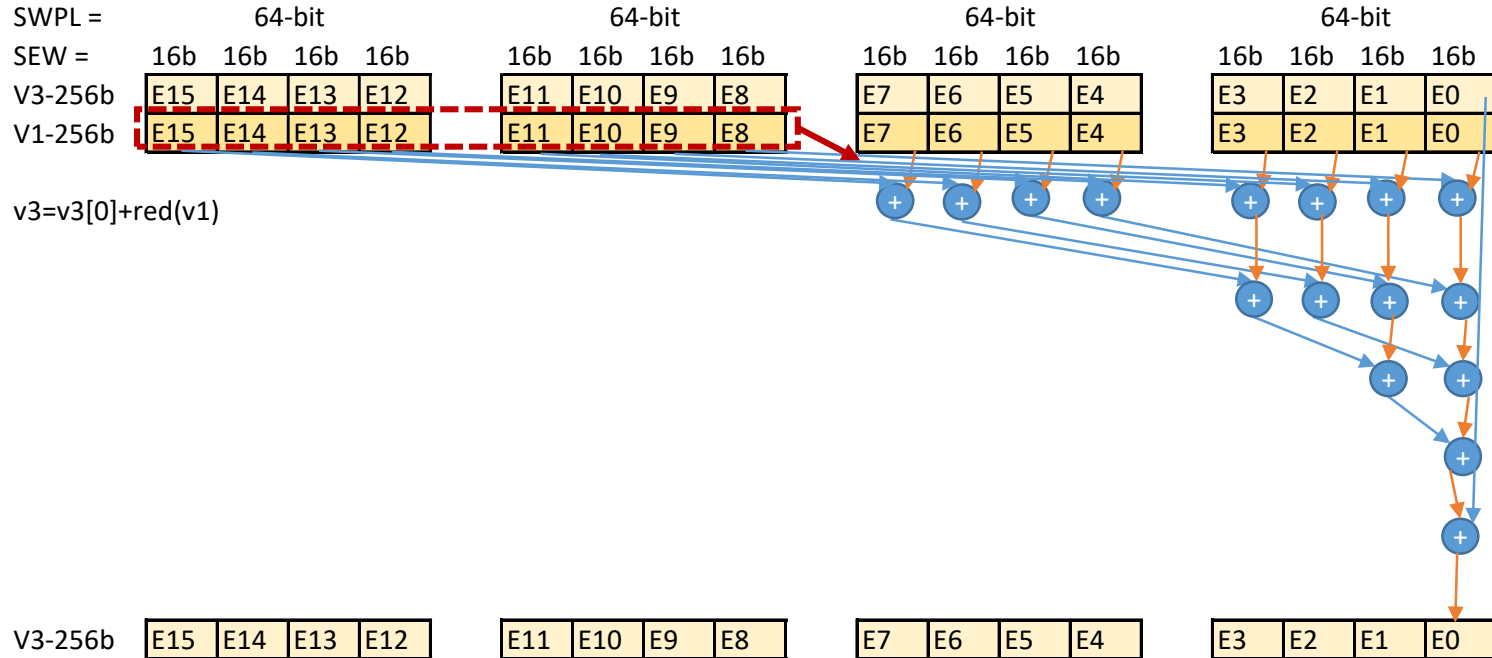 SWPL = 64-bit 64-bit 64-bit 64-bit
SEW = 16b 16b 16b 16b 16b 16b 16b 16b 16b 16b 16b 16b 16b 16b 16b 16b
V3-256b E15 E14 E13 E12 E11 E10 E9 E8 E7 E6 E5 E4 E3 E2 E1 E0
V1-256b E15 E14 E13 E12 E11 E10 E9 E8 E7 E6 E5 E4 E3 E2 E1 E0
+ + + + + + + +
v3=v3[0]+red(v1)
+ + + +
+ +
+
+
V3-256b E15 E14 E13 E12 E11 E10 E9 E8 E7 E6 E5 E4 E3 E2 E1 E0